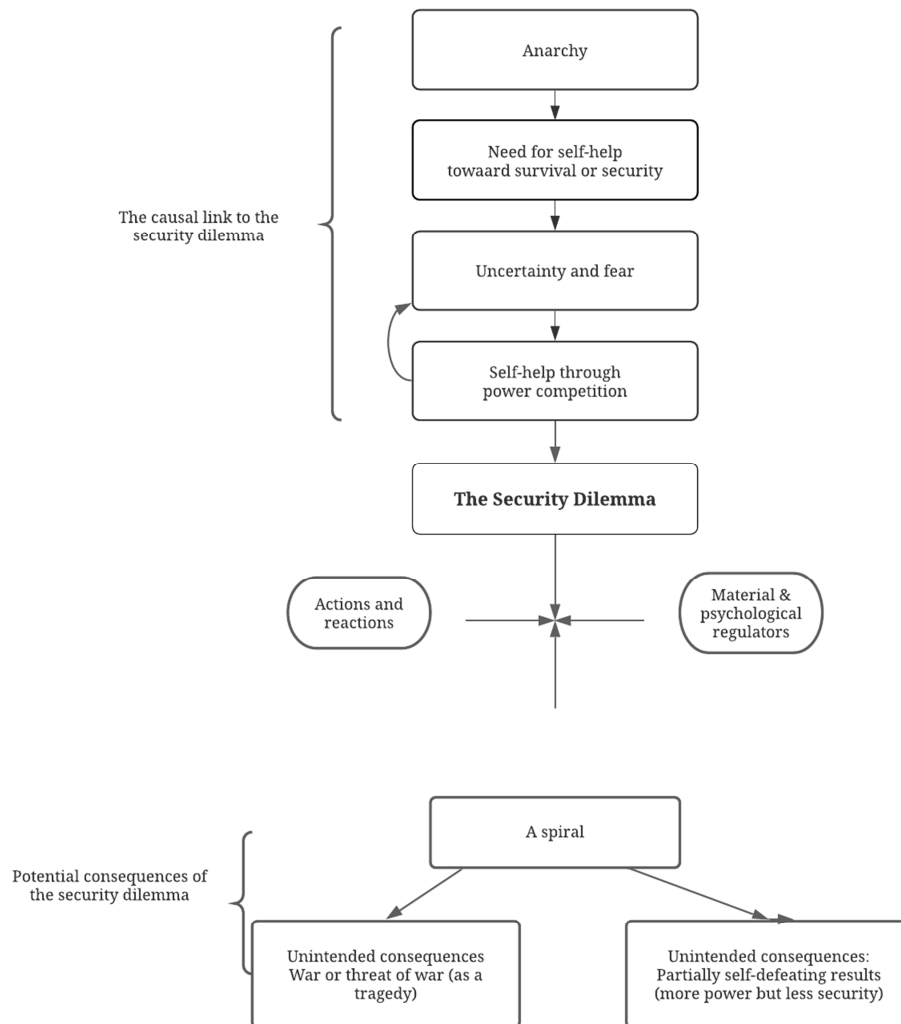 Anarchy
Need for self-help
towaard survival or security
The causal link to the
security dilemma
Uncertainty and fear
Self-help through
power competition
The Security Dilemma
Actions and
reactions
Material &
psychological
regulators
A spiral
Potential consequences of
the security dilemma
Unintended consequences
War or threat of war (as a
tragedy)
Unintended consequences:
Partially self-defeating results
(more power but less security)